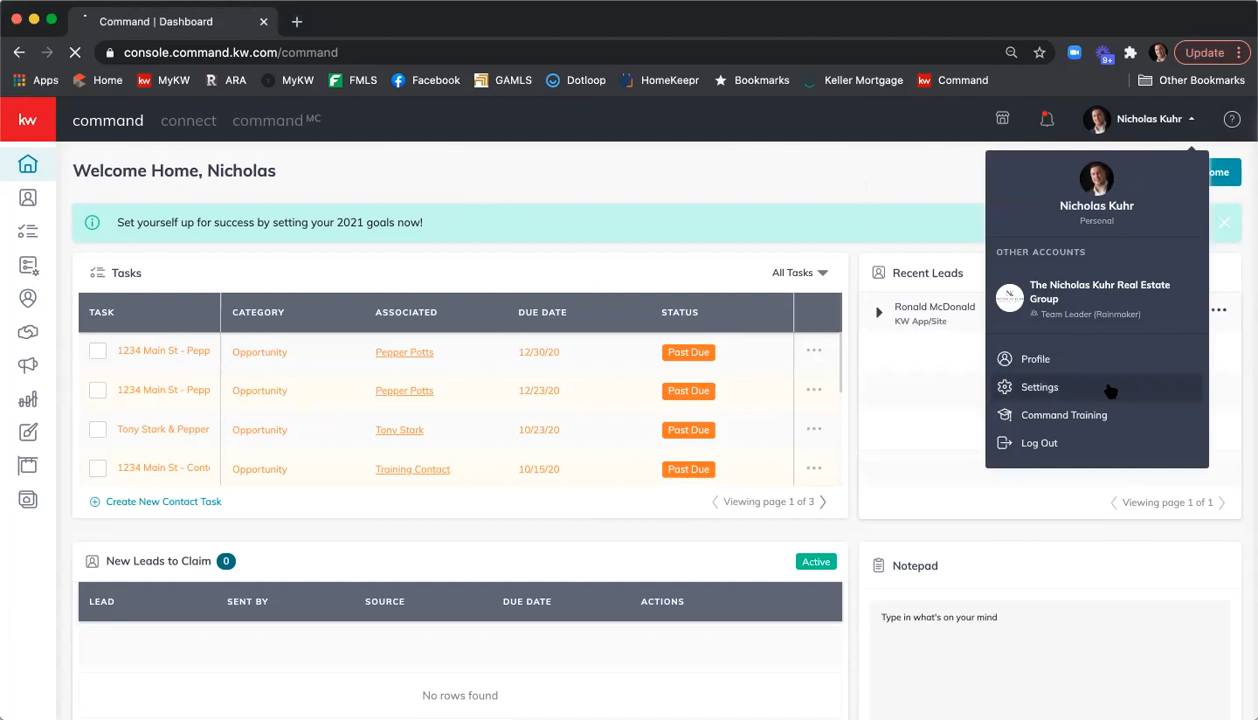 Command | Dashboard
console.command.kw.com/command
Update
Apps
Home
kw MyKW
R ARA
MyKW
FMLS
Facebook
GAMLS
Dotloop
HomeKeepr
Bookmarks
Keller Mortgage
kw Command
Other Bookmarks
9+
kw
command
connect
command MC
Nicholas Kuhr
?
Welcome Home, Nicholas
ome
Set yourself up for success by setting your 2021 goals now!
Nicholas Kuhr
Personal
OTHER ACCOUNTS
The Nicholas Kuhr Real Estate
Group
Team Leader (Rainmaker)
Profile
Settings
Command Training
Log Out
Tasks
All Tasks
TASK CATEGORY ASSOCIATED DUE DATE STATUS
1234 Main St - Pepp Opportunity Pepper Potts 12/30/20 Past Due
1234 Main St - Pepp Opportunity Pepper Potts 12/23/20 Past Due
Tony Stark & Pepper Opportunity Tony Stark 10/23/20 Past Due
1234 Main St - Conto Opportunity Training Contact 10/15/20 Past Due
Create New Contact Task
Viewing page 1 of 3
Recent Leads
Ronald McDonald
KW App/Site
Viewing page 1 of 1
New Leads to Claim 0
Active
LEAD SENT BY SOURCE DUE DATE ACTIONS
No rows found
Notepad
Type in what's on your mind